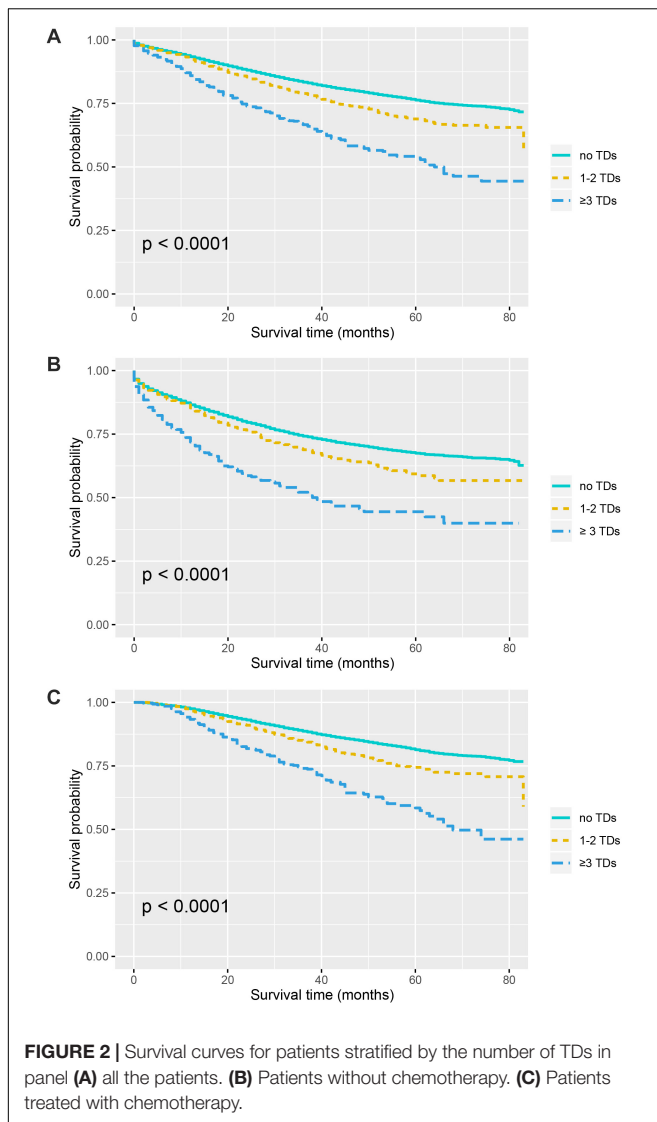 A
1.00
0.75
0.50
0.25
0.00
Survival probability
p < 0.0001
0 20 40 60 80
Survival time (months)
no TDs
1-2 TDs
≥3 TDs
B
1.00
0.75
0.50
0.25
0.00
Survival probability
p < 0.0001
0 20 40 60 80
Survival time (months)
no TDs
1-2 TDs
≥ 3 TDs
C
1.00
0.75
0.50
0.25
0.00
Survival probability
p < 0.0001
0 20 40 60 80
Survival time (months)
no TDs
1-2 TDs
≥3 TDs
FIGURE 2 | Survival curves for patients stratified by the number of TDs in
panel (A) all the patients. (B) Patients without chemotherapy. (C) Patients
treated with chemotherapy.